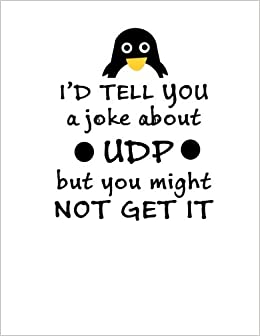 I'D TELL YOU
a joke about
UDP
but you might
NOT GET IT